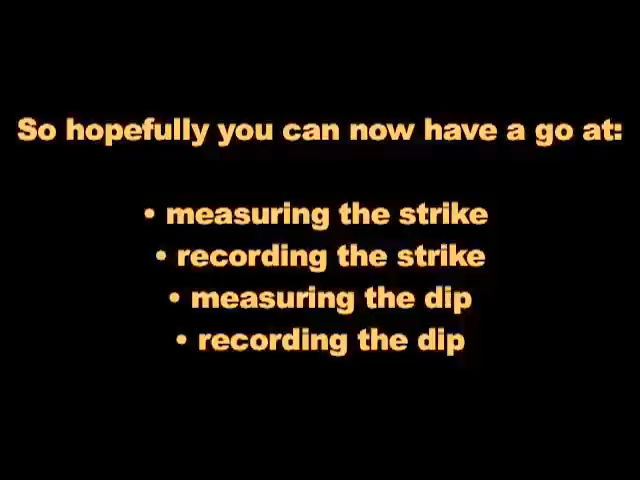 So hopefully you can now have a go at:
• measuring the strike
• recording the strike
• measuring the dip
• recording the dip